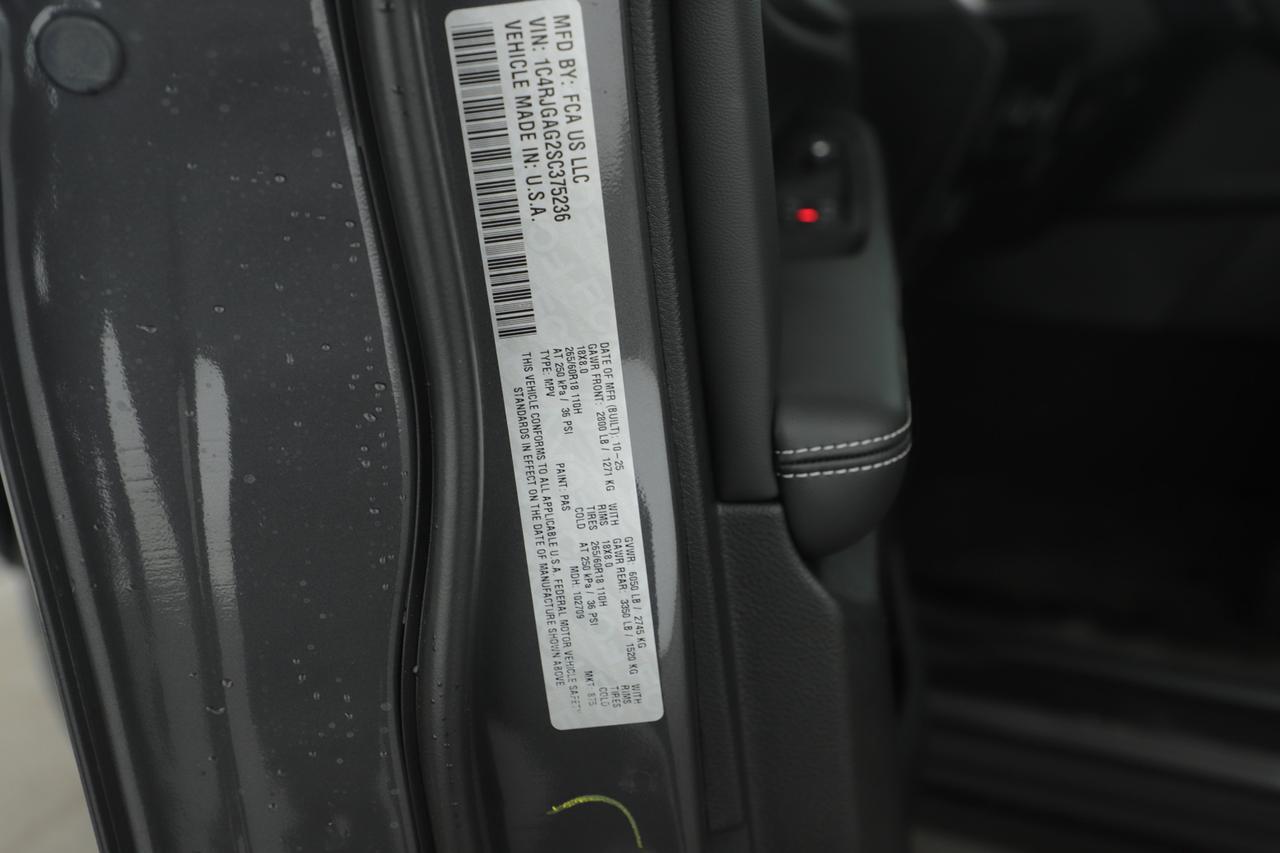 MFD BY: FCA US LLC
VIN: 1C4RJGAG2SC375236
VEHICLE MADE IN: U.S.A.
DATE OF MFR (BUILT): 10-25 GVWR: 6050 LB / 2745 KG
GAWR FRONT: 2800 LB / 1271 KG WITH GAWR REAR: 3350 LB / 1520 KG WITH
18X8.0 RIMS 18X8.0 RIMS
265/60R18 110H TIRES 265/60R18 110H TIRES
AT 250 kPa / 36 PSI COLD AT 250 kPa / 36 PSI COLD
TYPE: MPV PAINT: PAS MDH: 102709 MKT: 875
THIS VEHICLE CONFORMS TO ALL APPLICABLE U.S.A. FEDERAL MOTOR VEHICLE SAFETY
STANDARDS IN EFFECT ON THE DATE OF MANUFACTURE SHOWN ABOVE